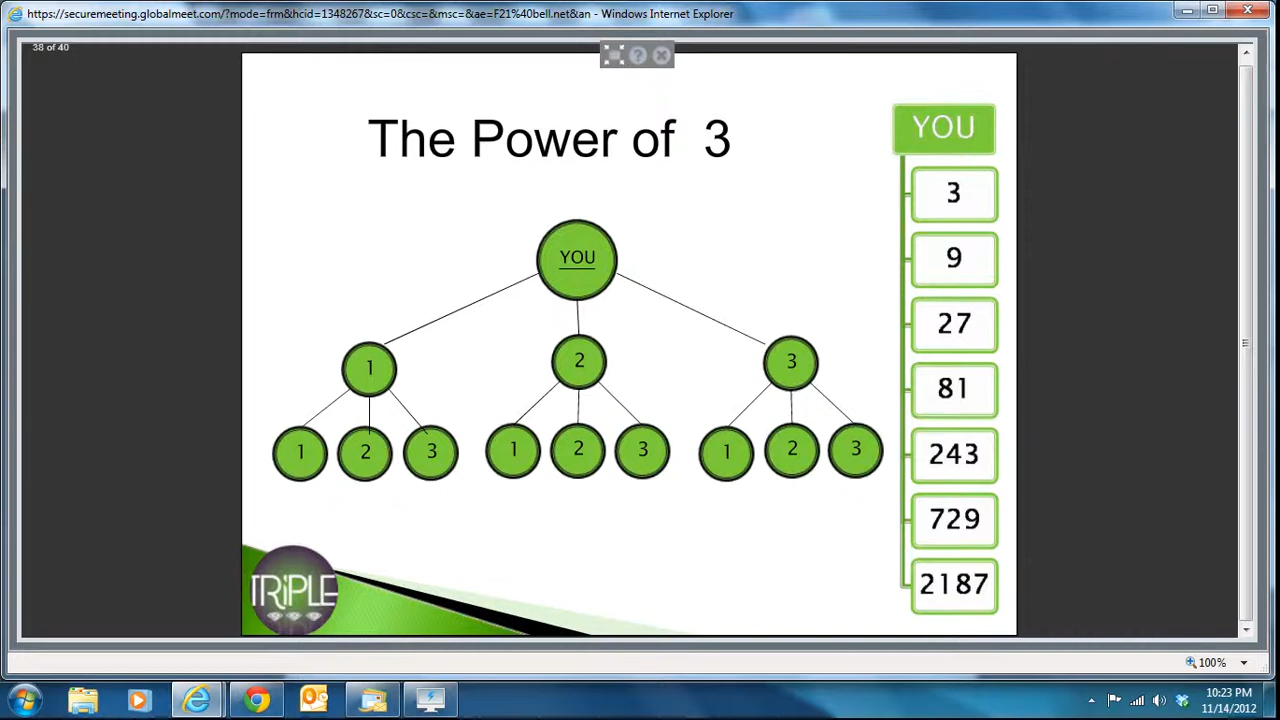 https://securemeeting.globalmeet.com/?mode=frm&hcid=1348267&sc=0&csc=&msc=&ae=F21%40bell.net&an - Windows Internet Explorer
38 of 40
The Power of 3
YOU
1 2 3
1 2 3 1 2 3 1 2 3
YOU
3
9
27
81
243
729
2187
TRIPLE
100%
10:23 PM
11/14/2012